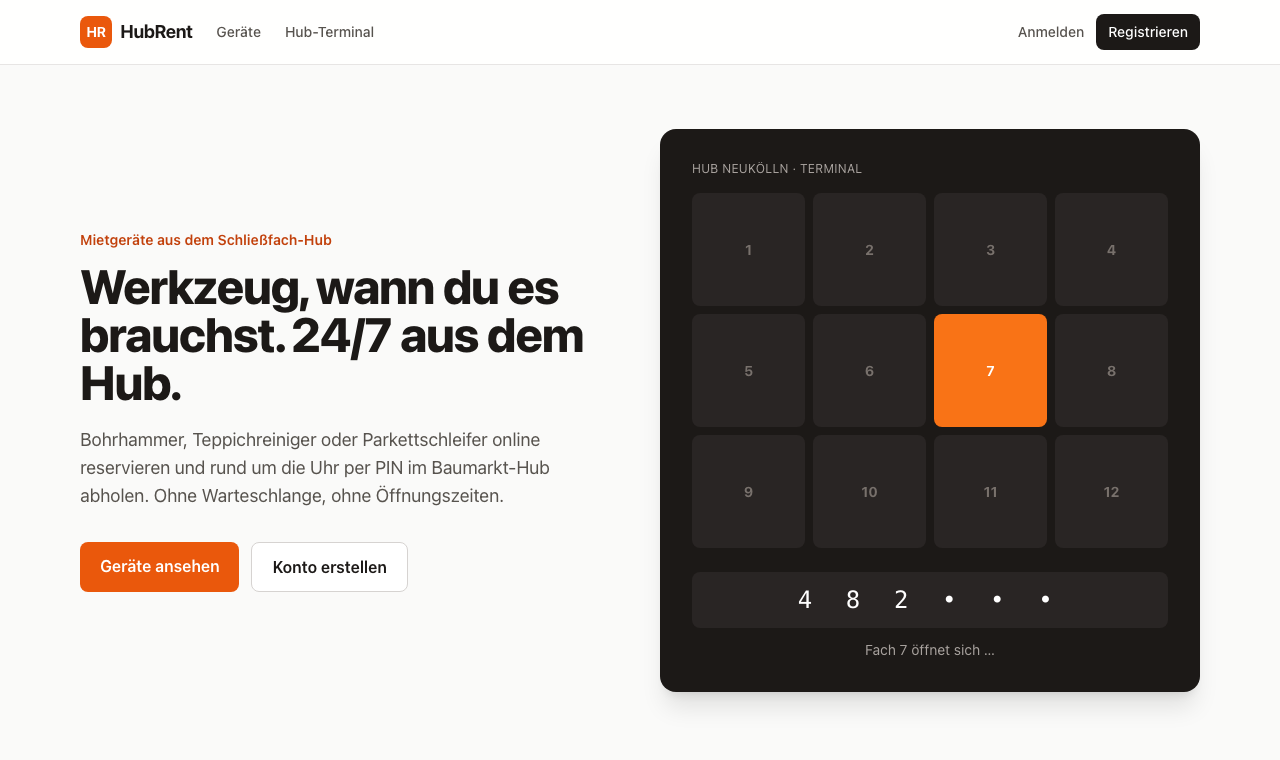 HR HubRent Geräte Hub-Terminal Anmelden Registrieren
Mietgeräte aus dem Schließfach-Hub
Werkzeug, wann du es
brauchst. 24/7 aus dem
Hub.
Bohrhammer, Teppichreiniger oder Parkettschleifer online
reservieren und rund um die Uhr per PIN im Baumarkt-Hub
abholen. Ohne Warteschlange, ohne Öffnungszeiten.
Geräte ansehen Konto erstellen
HUB NEUKÖLLN · TERMINAL
1 2 3 4
5 6 7 8
9 10 11 12
4 8 2 • • •
Fach 7 öffnet sich …